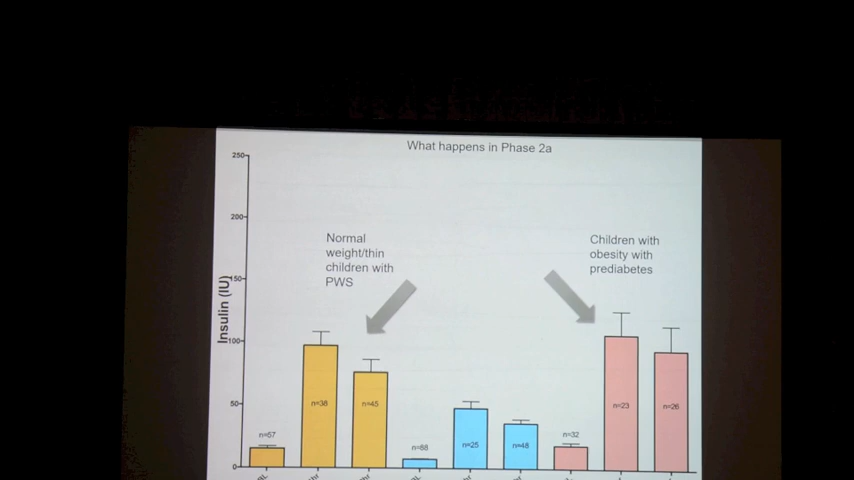 What happens in Phase 2a
250
200
150
100
50
0
Insulin (IU)
Normal
weight/thin
children with
PWS
Children with
obesity with
prediabetes
n=57
n=38
n=45
n=88
n=25
n=48
n=32
n=23
n=26